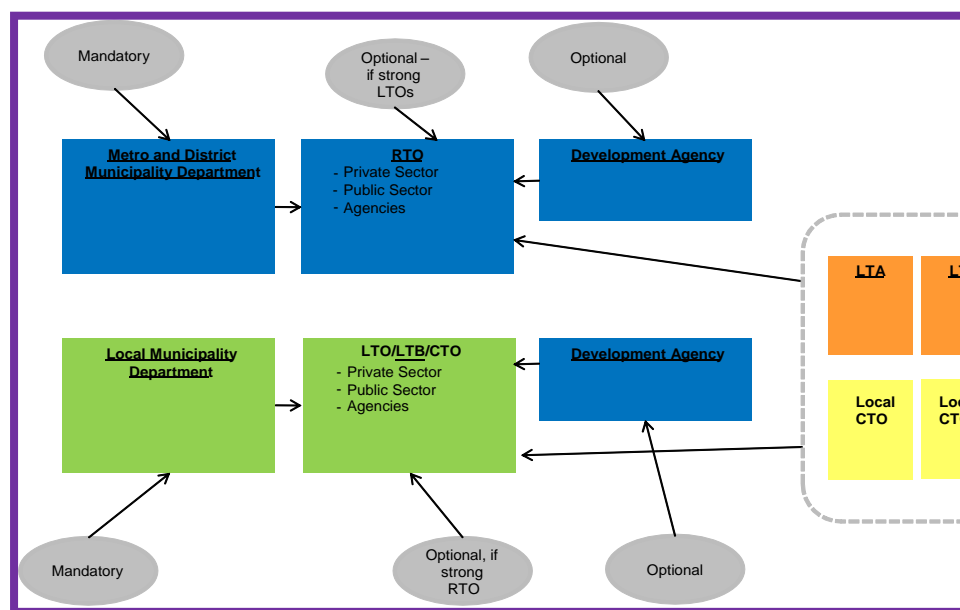 Mandatory
Optional –
if strong
LTOs
Optional
Metro and District
Municipality Department
RTO
- Private Sector
- Public Sector
- Agencies
Development Agency
LTA
Local Municipality
Department
LTO/LTB/CTO
- Private Sector
- Public Sector
- Agencies
Development Agency
Local
CTO
Mandatory
Optional, if
strong
RTO
Optional